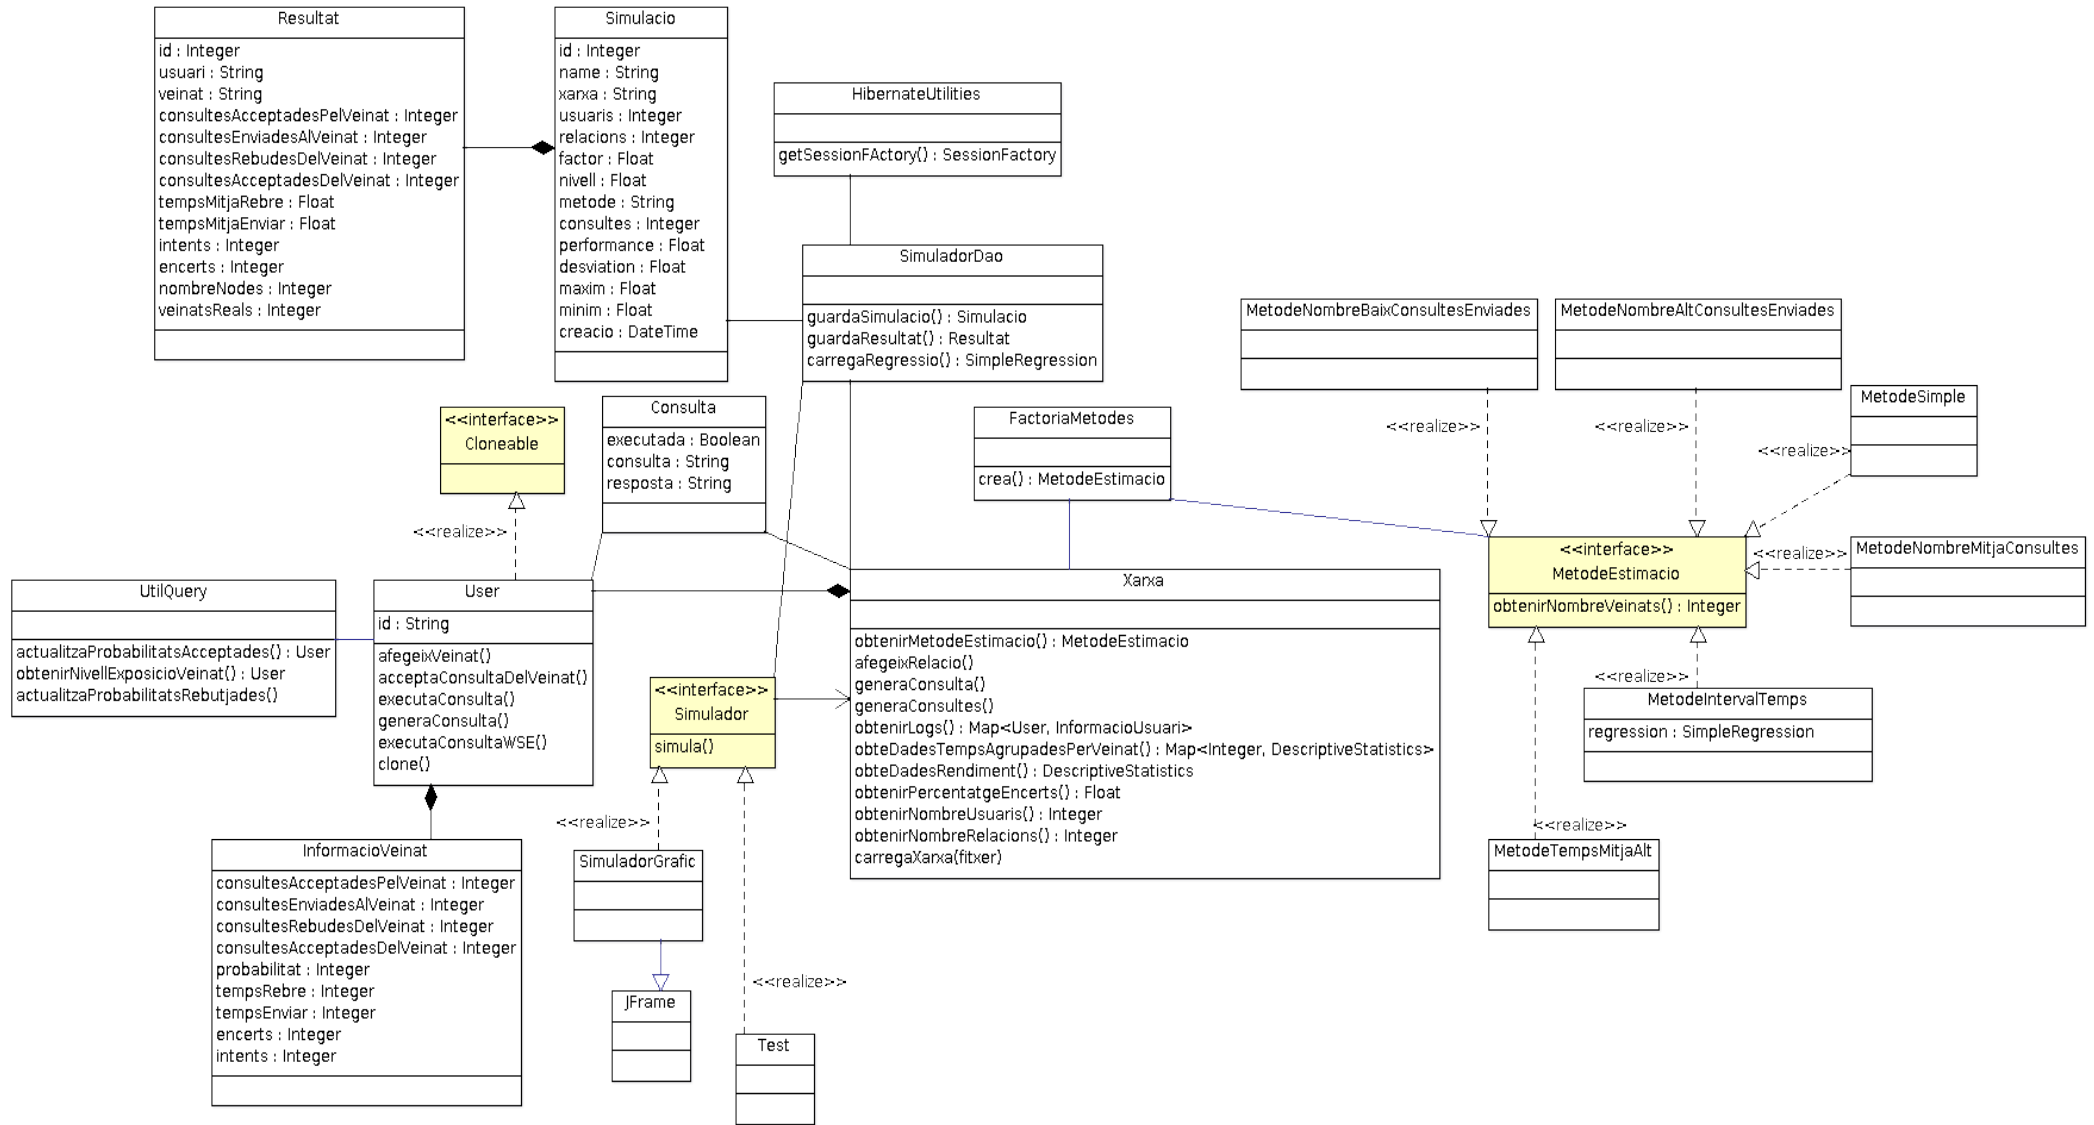 Resultat
id : Integer
usuari : String
veinat : String
consultesAcceptadesPelVeinat : Integer
consultesEnviadesAlVeinat : Integer
consultesRebudesDelVeinat : Integer
consultesAcceptadesDelVeinat : Integer
tempsMitjaRebre : Float
tempsMitjaEnviar : Float
intents : Integer
encerts : Integer
nombreNodes : Integer
veinatsReals : Integer
Simulacio
id : Integer
name : String
xarxa : String
usuaris : Integer
relacions : Integer
factor : Float
nivell : Float
metode : String
consultes : Integer
performance : Float
desviation : Float
maxim : Float
minim : Float
creacio : DateTime
HibernateUtilities
getSessionFActory() : SessionFactory
SimuladorDao
guardaSimulacio() : Simulacio
guardaResultat() : Resultat
carregaRegressio() : SimpleRegression
MetodeNombreBaixConsultesEnviades
MetodeNombreAltConsultesEnviades
MetodeSimple
<<realize>>
<<realize>>
<<realize>>
<<interface>>
Cloneable
<<realize>>
Consulta
executada : Boolean
consulta : String
resposta : String
FactoriaMetodes
crea() : MetodeEstimacio
<<interface>>
MetodeEstimacio
obtenirNombreVeinats() : Integer
<<realize>>
MetodeNombreMitjaConsultes
UtilQuery
actualitzaProbabilitatsAcceptades() : User
obtenirNivellExposicioVeinat() : User
actualitzaProbabilitatsRebutjades()
User
id : String
afegeixVeinat()
acceptaConsultaDelVeinat()
executaConsulta()
generaConsulta()
executaConsultaWSE()
clone()
<<interface>>
Simulador
simula()
Xarxa
obtenirMetodeEstimacio() : MetodeEstimacio
afegeixRelacio()
generaConsulta()
generaConsultes()
obtenirLogs() : Map<User, InformacioUsuari>
obteDadesTempsAgrupadesPerVeinat() : Map<Integer, DescriptiveStatistics>
obteDadesRendiment() : DescriptiveStatistics
obtenirPercentatgeEncerts() : Float
obtenirNombreUsuaris() : Integer
obtenirNombreRelacions() : Integer
carregaXarxa(fitxer)
<<realize>>
MetodeIntervalTemps
regression : SimpleRegression
<<realize>>
MetodeTempsMitjaAlt
InformacioVeinat
consultesAcceptadesPelVeinat : Integer
consultesEnviadesAlVeinat : Integer
consultesRebudesDelVeinat : Integer
consultesAcceptadesDelVeinat : Integer
probabilitat : Integer
tempsRebre : Integer
tempsEnviar : Integer
encerts : Integer
intents : Integer
<<realize>>
SimuladorGrafic
<<realize>>
JFrame
Test